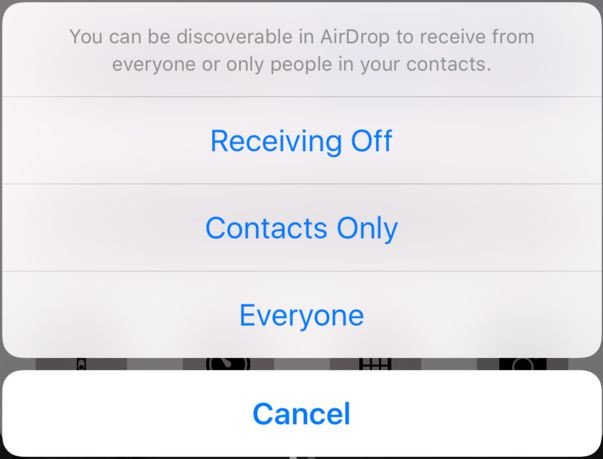 You can be discoverable in AirDrop to receive from
everyone or only people in your contacts.
Receiving Off
Contacts Only
Everyone
Cancel